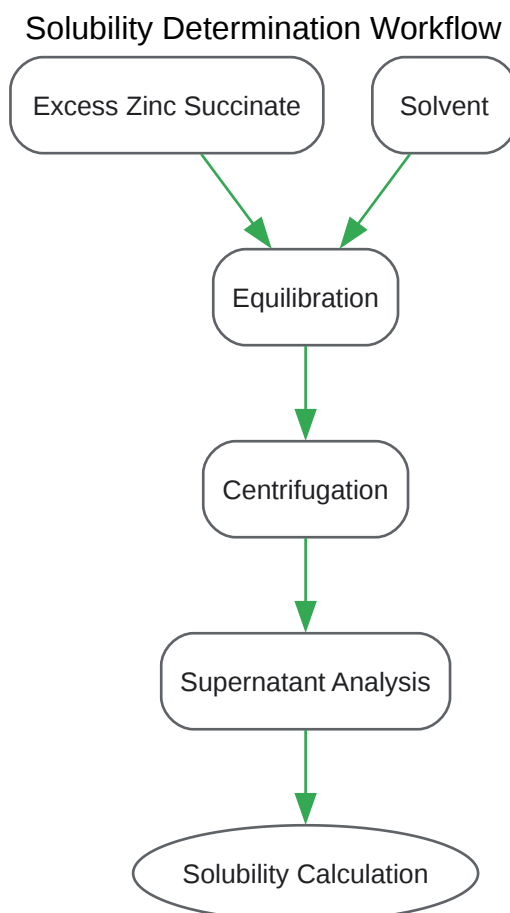 Solubility Determination Workflow
Excess Zinc Succinate
Solvent
Equilibration
Centrifugation
Supernatant Analysis
Solubility Calculation